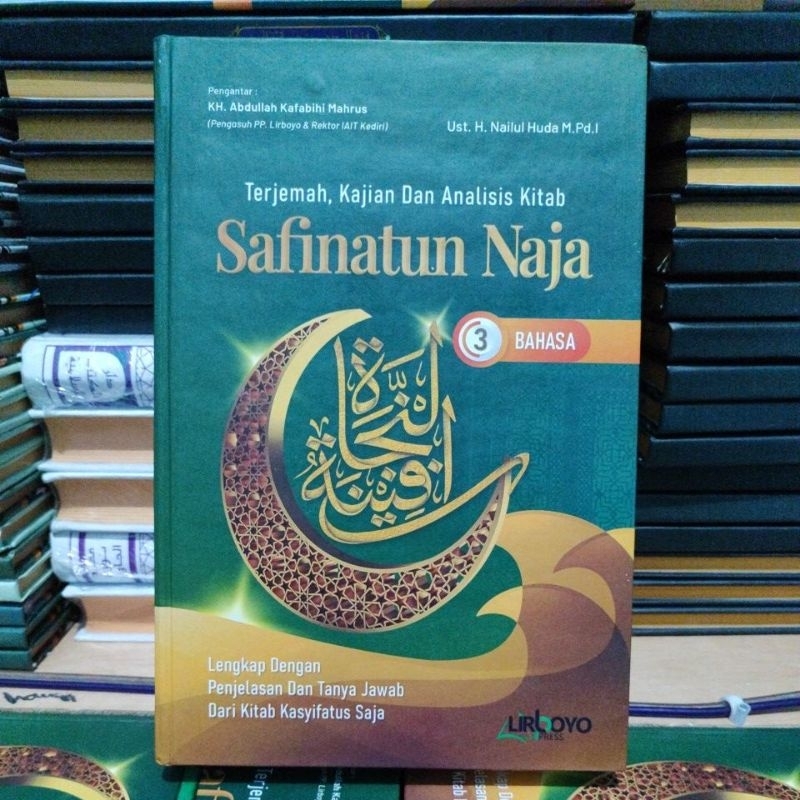 Pengantar :
KH. Abdullah Kafabihi Mahrus
(Pengasuh PP. Lirboyo & Rektor IAIT Kediri)
Ust. H. Nailul Huda M.Pd.I
Terjemah, Kajian Dan Analisis Kitab
Safinatun Naja
3 BAHASA
سفينة النجاة
Lengkap Dengan
Penjelasan Dan Tanya Jawab
Dari Kitab Kasyifatus Saja
LIRBOYO
PRESS